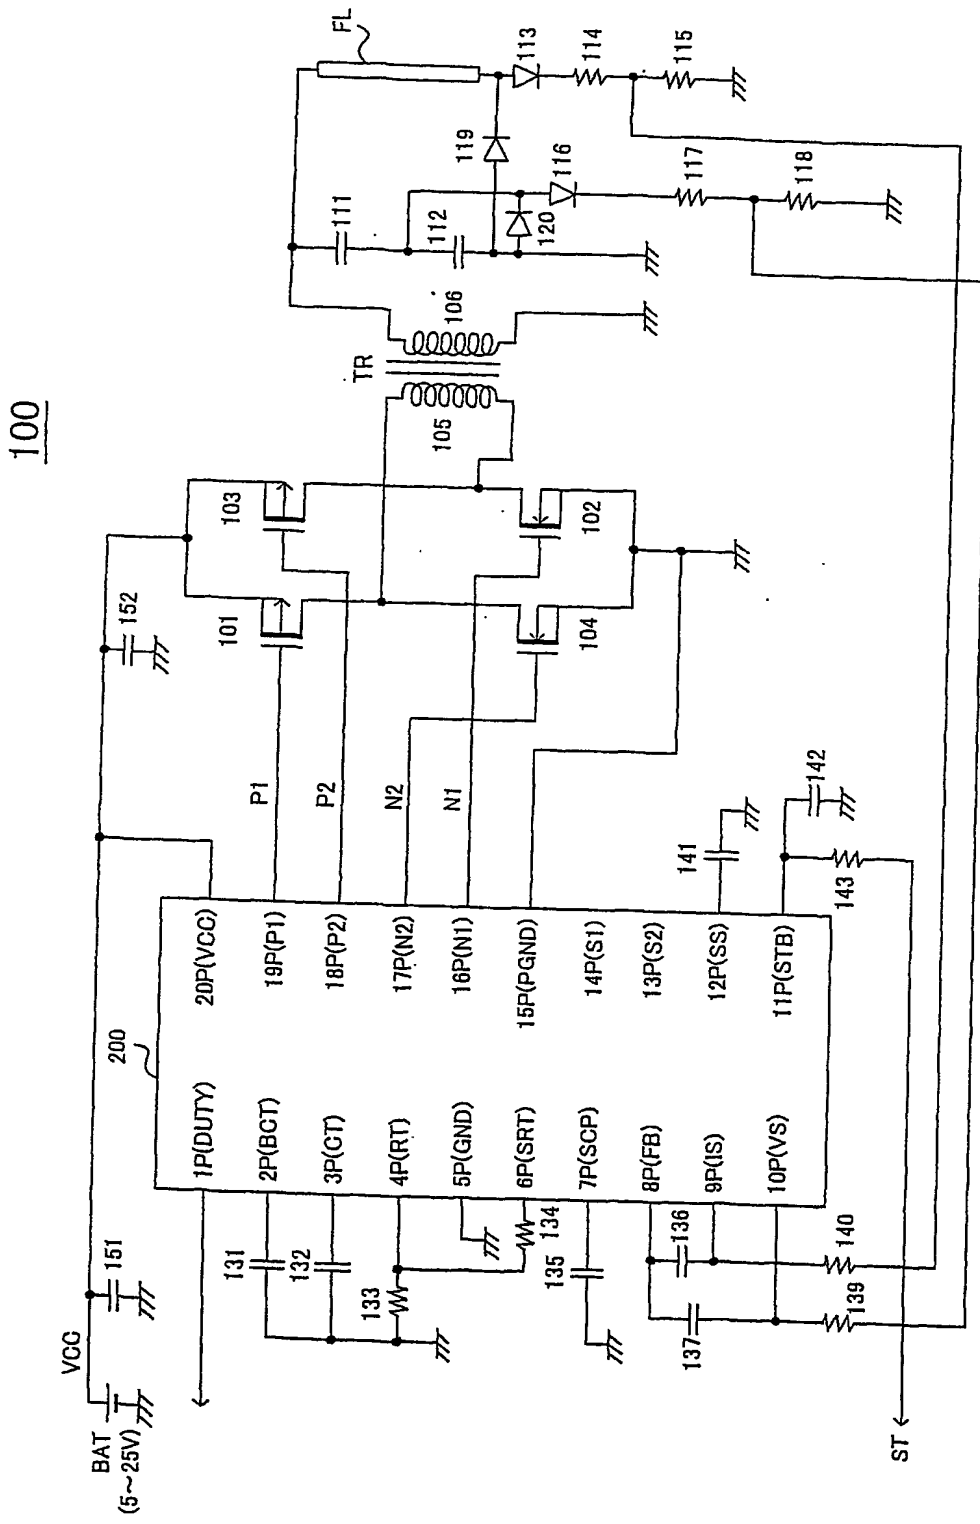 100
BAT
(5~25V)
VCC
151
152
200
1P(DUTY)
2P(BCT)
3P(CT)
4P(RT)
5P(GND)
6P(SRT)
7P(SCP)
8P(FB)
9P(IS)
10P(VS)
20P(VCC)
19P(P1)
18P(P2)
17P(N2)
16P(N1)
15P(PGND)
14P(S1)
13P(S2)
12P(SS)
11P(STB)
131
132
133
134
135
136
137
139
140
ST
P1
P2
N2
N1
141
142
143
101
103
104
102
TR
105
106
111
112
FL
119
120
113
114
115
116
117
118